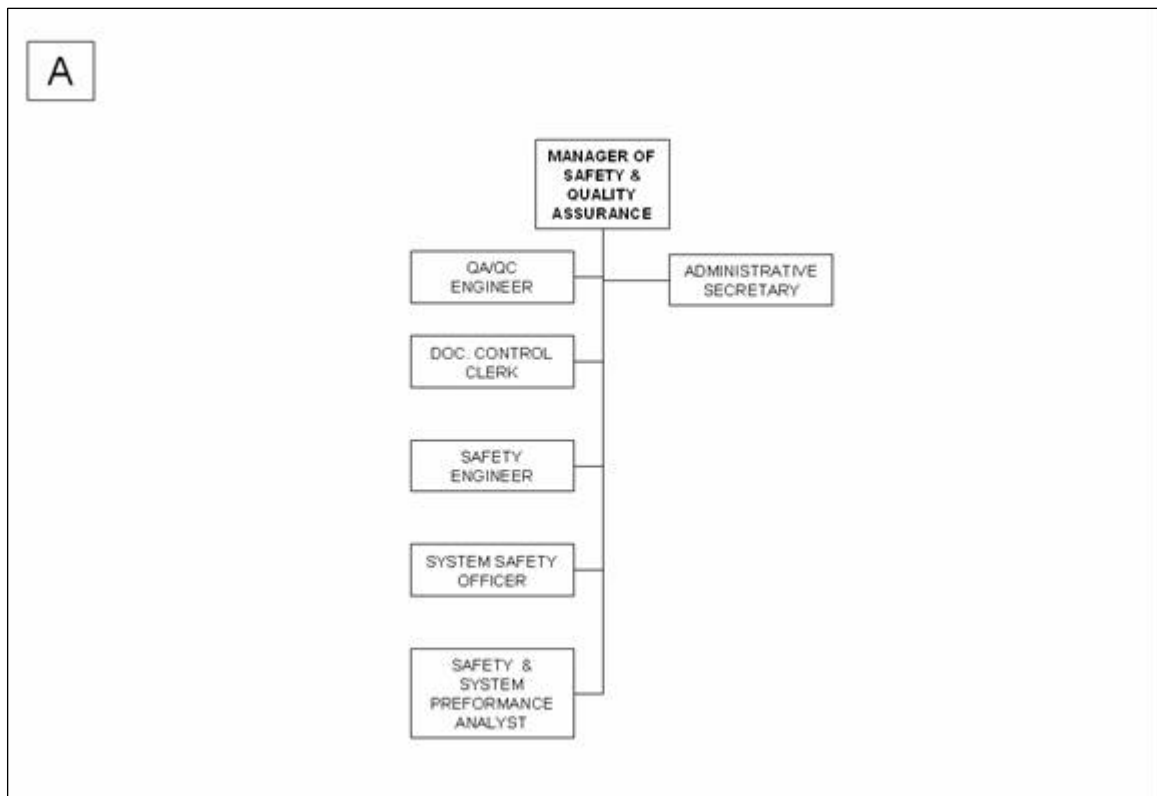 A
MANAGER OF
SAFETY &
QUALITY
ASSURANCE
QA/QC
ENGINEER
ADMINISTRATIVE
SECRETARY
DOC. CONTROL
CLERK
SAFETY
ENGINEER
SYSTEM SAFETY
OFFICER
SAFETY &
SYSTEM
PREFORMANCE
ANALYST